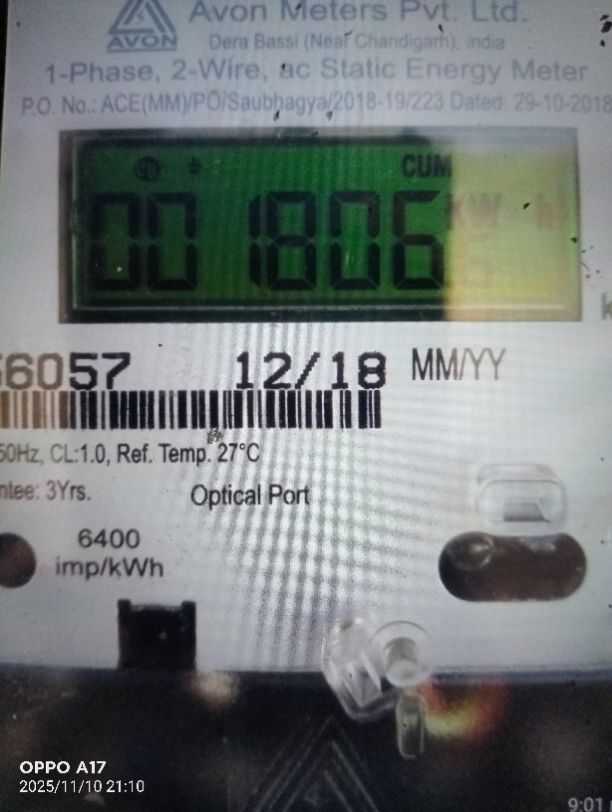 Avon Meters Pvt. Ltd.
AVON
Dera Bassi (Near Chandigarh), India
1-Phase, 2-Wire, ac Static Energy Meter
P.O. No.: ACE(MM)/PO/Saubhagya/2018-19/223 Dated: 29-10-2018
CUM
001806
kW h
k
56057 12/18 MM/YY
50Hz, CL:1.0, Ref. Temp. 27°C
ntee: 3Yrs.
Optical Port
6400
imp/kWh
OPPO A17
2025/11/10 21:10
9:01